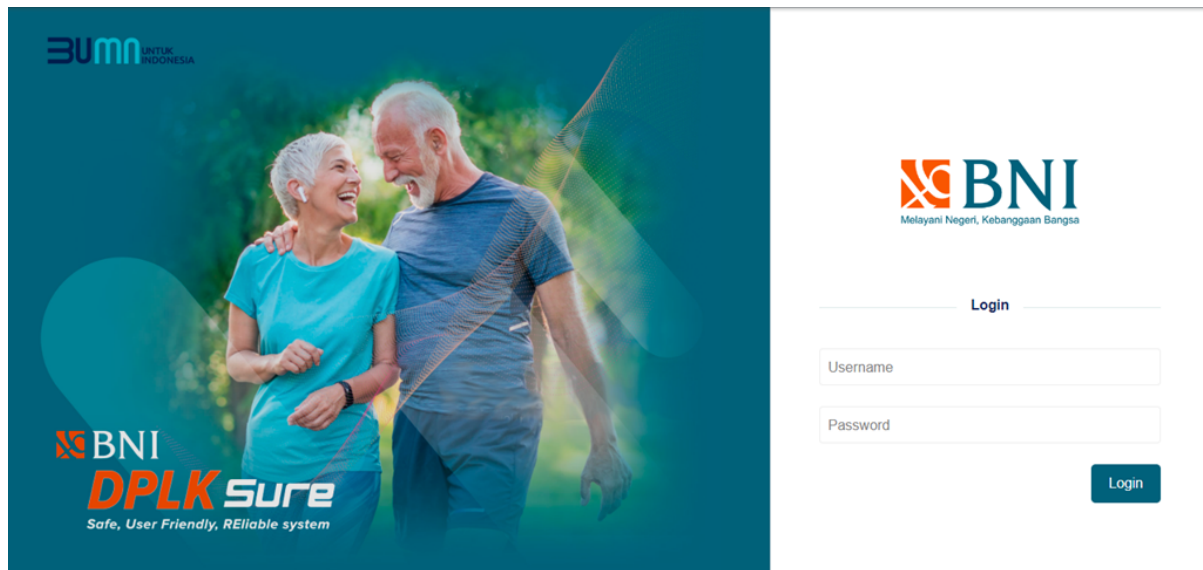 BUMN UNTUK
INDONESIA
BNI
DPLK Sure
Safe, User Friendly, REliable system
BNI
Melayani Negeri, Kebanggaan Bangsa
Login
Username
Password
Login